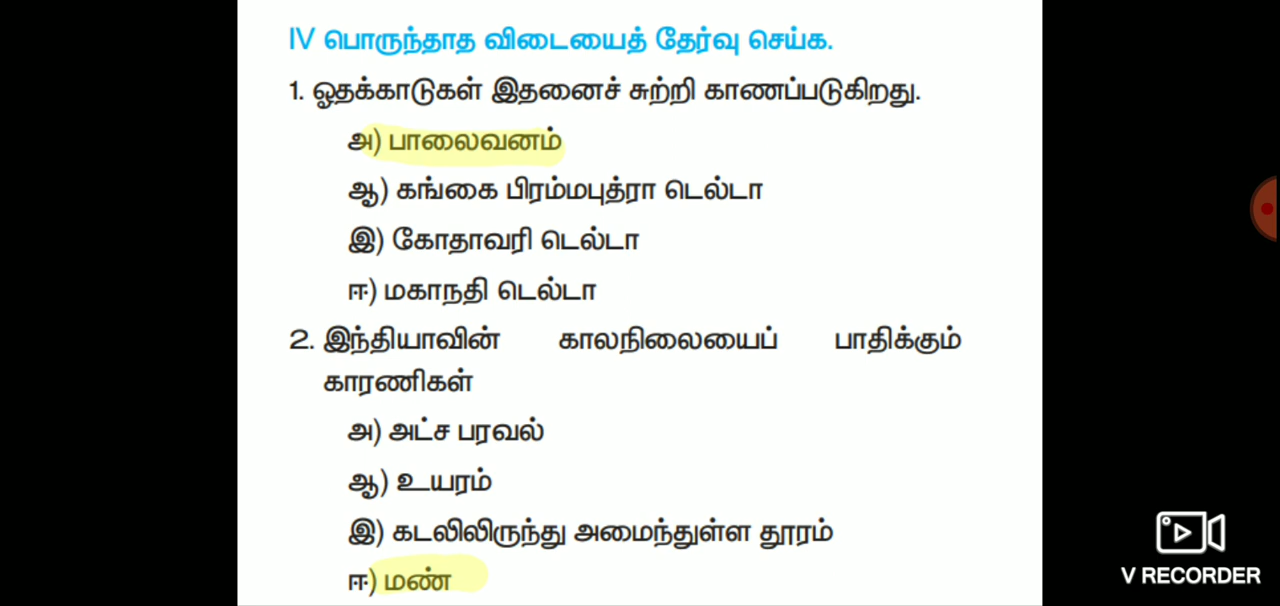 IV பொருந்தாத விடையைத் தேர்வு செய்க.
1. ஓதக்காடுகள் இதனைச் சுற்றி காணப்படுகிறது.
அ) பாலைவனம்
ஆ) கங்கை பிரம்மபுத்ரா டெல்டா
இ) கோதாவரி டெல்டா
ஈ) மகாநதி டெல்டா
2. இந்தியாவின் காலநிலையைப் பாதிக்கும்
காரணிகள்
அ) அட்ச பரவல்
ஆ) உயரம்
இ) கடலிலிருந்து அமைந்துள்ள தூரம்
ஈ) மண்
V RECORDER